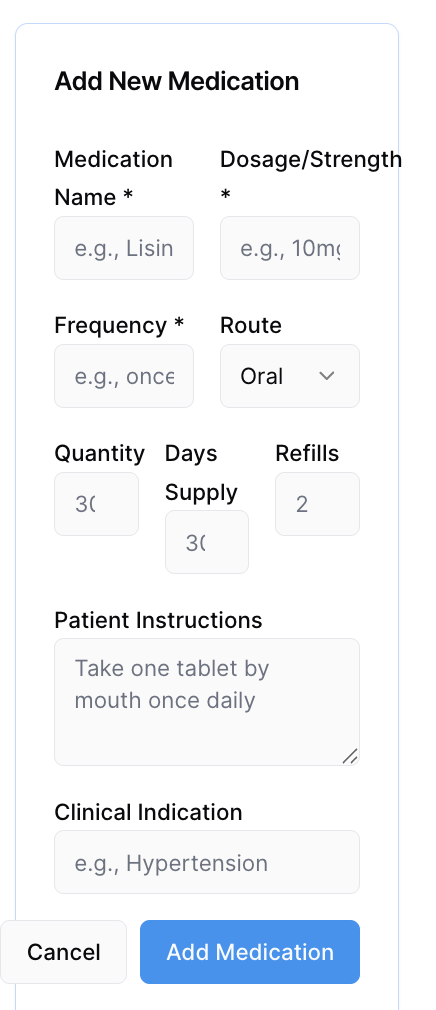 Add New Medication
Medication Name *
Dosage/Strength *
e.g., Lisin
e.g., 10mg
Frequency *
Route
e.g., once
Oral
Quantity
Days Supply
Refills
30
30
2
Patient Instructions
Take one tablet by
mouth once daily
Clinical Indication
e.g., Hypertension
Cancel
Add Medication